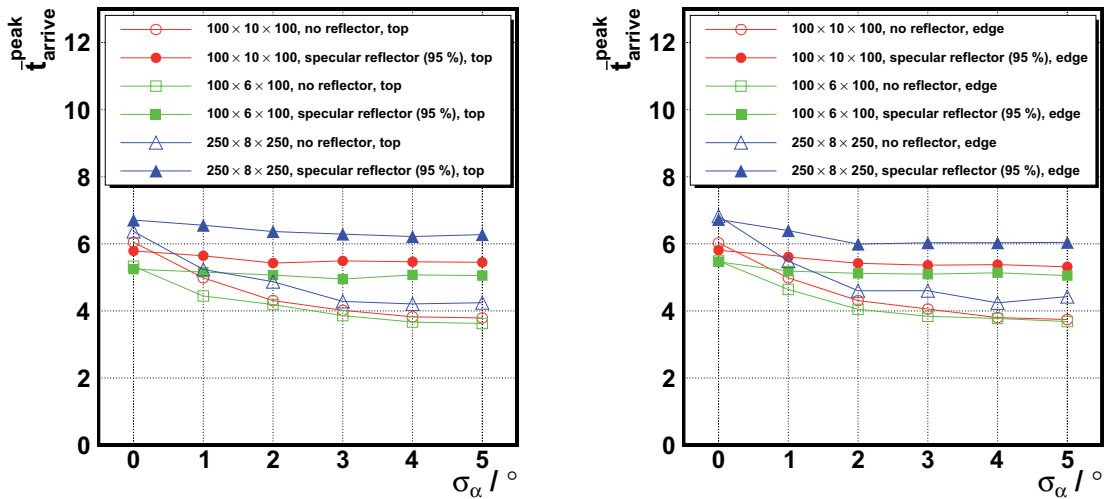 t̄ peak arrive
12
10
8
6
4
2
0
0 1 2 3 4 5
σα / °
100 × 10 × 100, no reflector, top
100 × 10 × 100, specular reflector (95 %), top
100 × 6 × 100, no reflector, top
100 × 6 × 100, specular reflector (95 %), top
250 × 8 × 250, no reflector, top
250 × 8 × 250, specular reflector (95 %), top
t̄ peak arrive
12
10
8
6
4
2
0
0 1 2 3 4 5
σα / °
100 × 10 × 100, no reflector, edge
100 × 10 × 100, specular reflector (95 %), edge
100 × 6 × 100, no reflector, edge
100 × 6 × 100, specular reflector (95 %), edge
250 × 8 × 250, no reflector, edge
250 × 8 × 250, specular reflector (95 %), edge